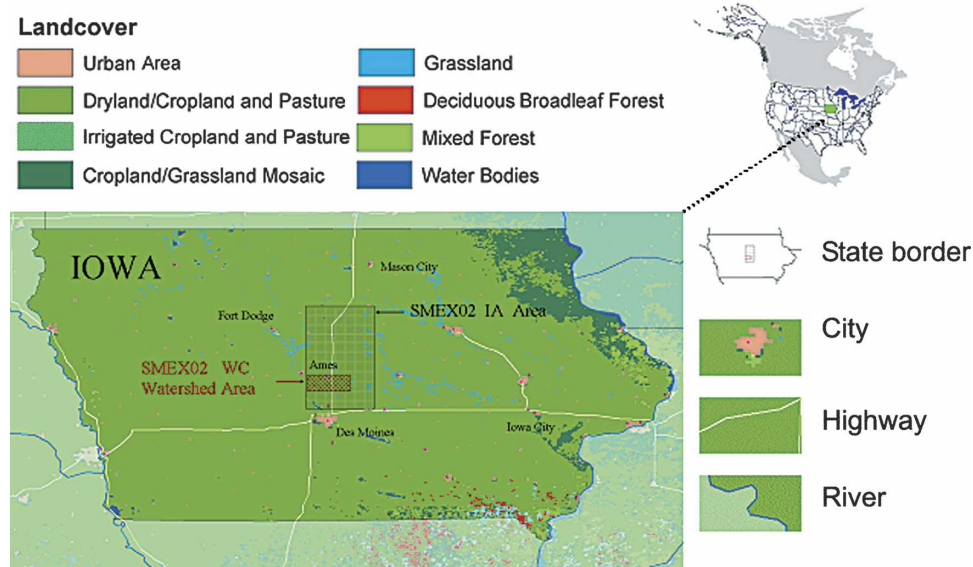 Landcover
Urban Area
Grassland
Dryland/Cropland and Pasture
Deciduous Broadleaf Forest
Irrigated Cropland and Pasture
Mixed Forest
Cropland/Grassland Mosaic
Water Bodies
IOWA
Mason City
Fort Dodge
SMEX02 IA Area
SMEX02 WC
Watershed Area
Ames
Des Moines
Iowa City
State border
City
Highway
River